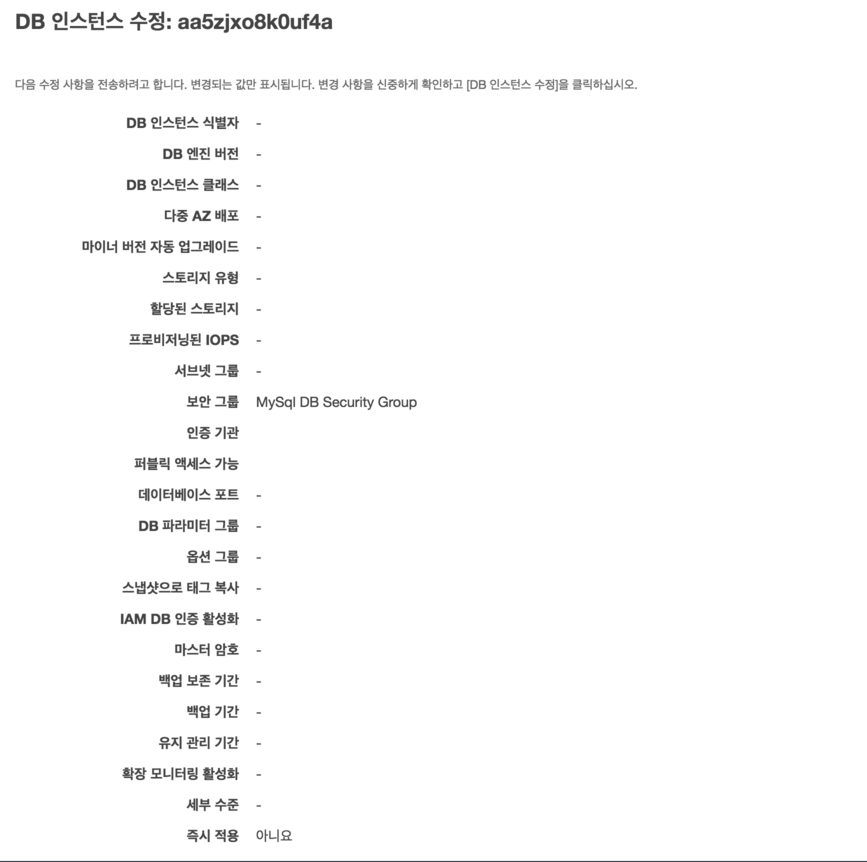 DB 인스턴스 수정: aa5zjxo8k0uf4a
다음 수정 사항을 전송하려고 합니다. 변경되는 값만 표시됩니다. 변경 사항을 신중하게 확인하고 [DB 인스턴스 수정]을 클릭하십시오.
DB 인스턴스 식별자 -
DB 엔진 버전 -
DB 인스턴스 클래스 -
다중 AZ 배포 -
마이너 버전 자동 업그레이드 -
스토리지 유형 -
할당된 스토리지 -
프로비저닝된 IOPS -
서브넷 그룹 -
보안 그룹 MySql DB Security Group
인증 기관
퍼블릭 액세스 가능
데이터베이스 포트 -
DB 파라미터 그룹 -
옵션 그룹 -
스냅샷으로 태그 복사 -
IAM DB 인증 활성화 -
마스터 암호 -
백업 보존 기간 -
백업 기간 -
유지 관리 기간 -
확장 모니터링 활성화 -
세부 수준 -
즉시 적용 아니요